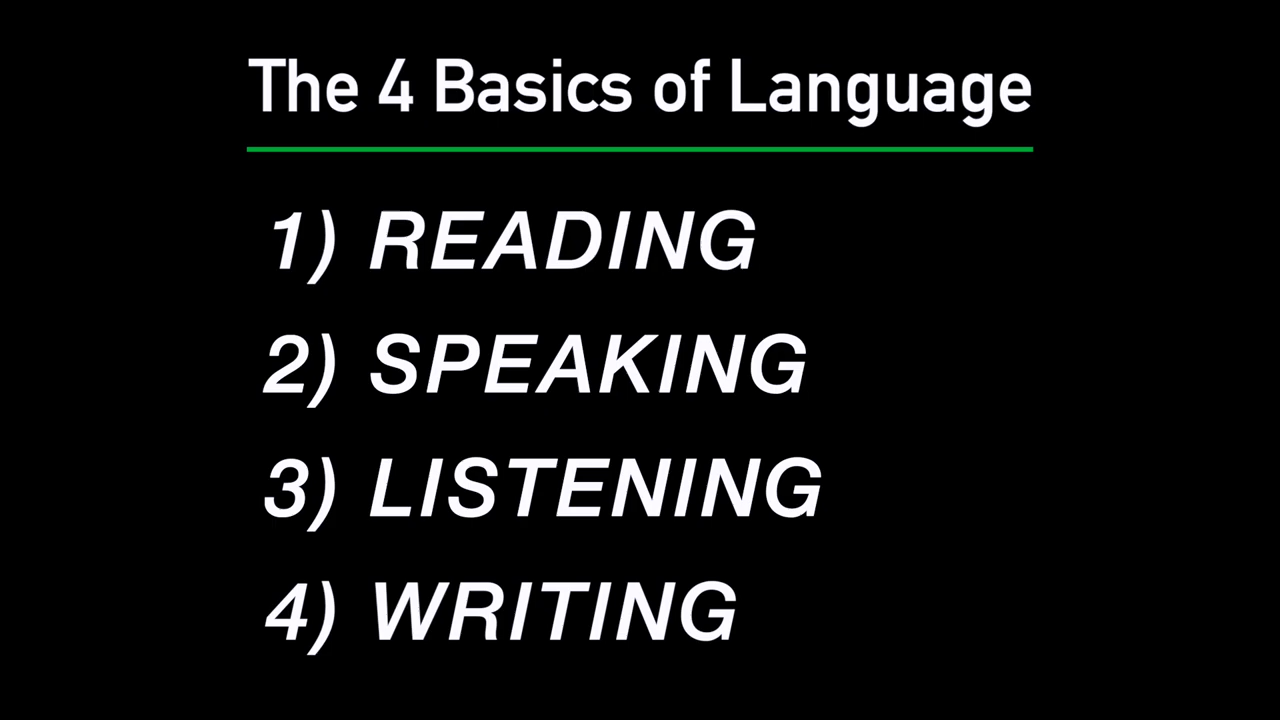 The 4 Basics of Language
1) READING
2) SPEAKING
3) LISTENING
4) WRITING